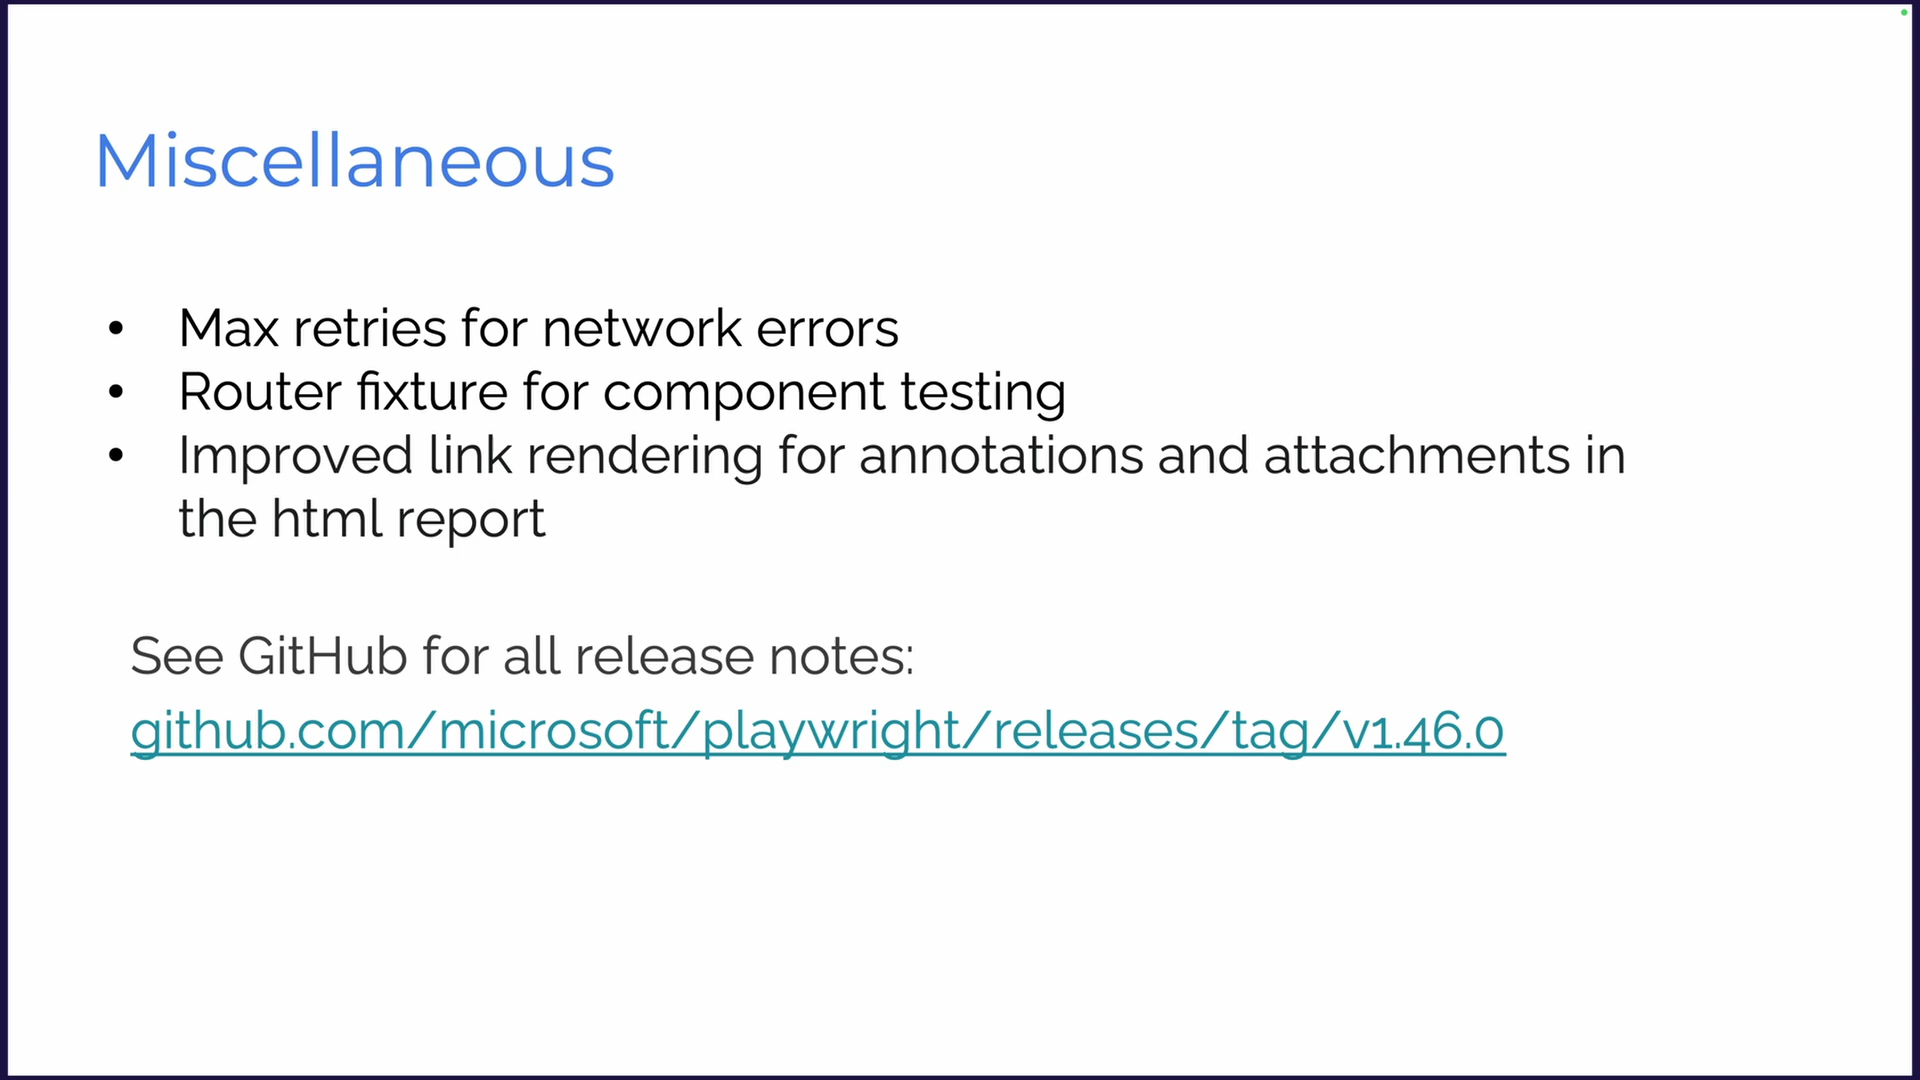 Miscellaneous
• Max retries for network errors
• Router fixture for component testing
• Improved link rendering for annotations and attachments in
the html report
See GitHub for all release notes:
github.com/microsoft/playwright/releases/tag/v1.46.0